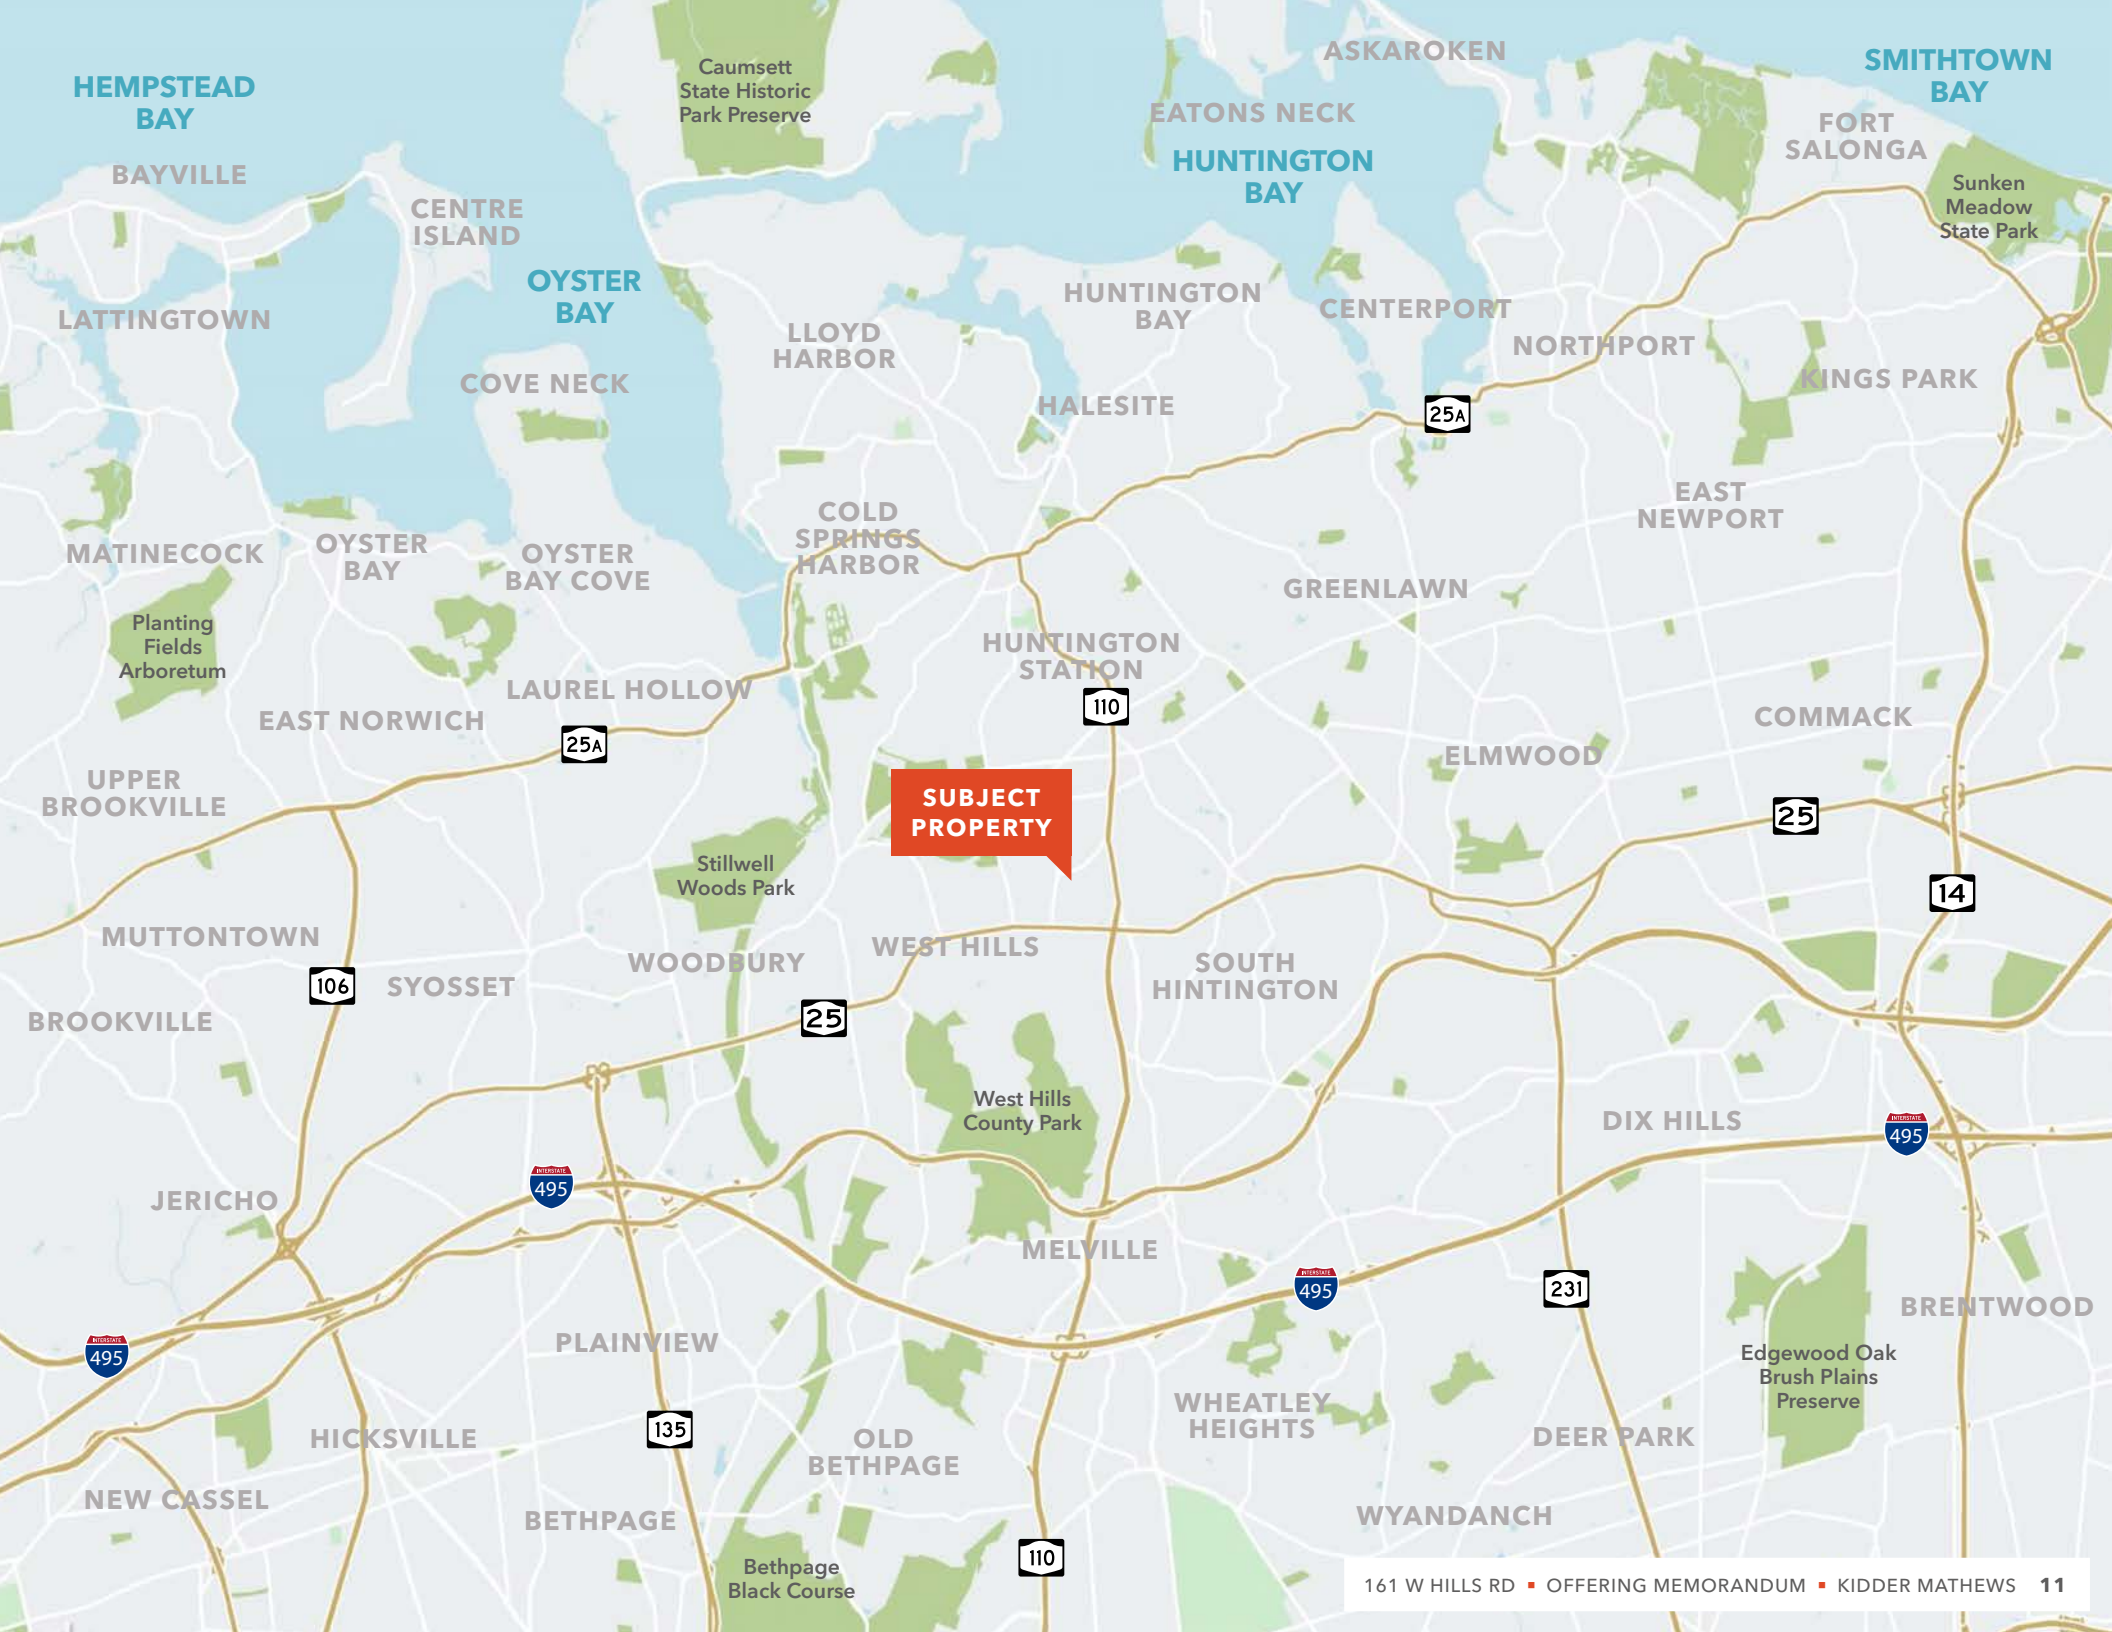 ASKAROKEN
SMITHTOWN
BAY
Caumsett
State Historic
Park Preserve
HEMPSTEAD
BAY
EATONS NECK
FORT
SALONGA
BAYVILLE
HUNTINGTON
BAY
Sunken
Meadow
State Park
CENTRE
ISLAND
OYSTER
BAY
HUNTINGTON
BAY
CENTERPORT
LATTINGTOWN
LLOYD
HARBOR
NORTHPORT
COVE NECK
KINGS PARK
HALESITE
25A
EAST
NEWPORT
COLD
SPRINGS
HARBOR
MATINECOCK
OYSTER
BAY
OYSTER
BAY COVE
GREENLAWN
Planting
Fields
Arboretum
HUNTINGTON
STATION
LAUREL HOLLOW
110
EAST NORWICH
COMMACK
25A
ELMWOOD
UPPER
BROOKVILLE
SUBJECT
PROPERTY
25
Stillwell
Woods Park
14
MUTTONTOWN
WEST HILLS
WOODBURY
SOUTH
HINTINGTON
106
SYOSSET
BROOKVILLE
25
West Hills
County Park
DIX HILLS
INTERSTATE
495
INTERSTATE
495
JERICHO
MELVILLE
INTERSTATE
495
231
BRENTWOOD
PLAINVIEW
INTERSTATE
495
Edgewood Oak
Brush Plains
Preserve
WHEATLEY
HEIGHTS
135
HICKSVILLE
OLD
BETHPAGE
DEER PARK
NEW CASSEL
BETHPAGE
WYANDANCH
110
Bethpage
Black Course
161 W HILLS RD ▪ OFFERING MEMORANDUM ▪ KIDDER MATHEWS 11